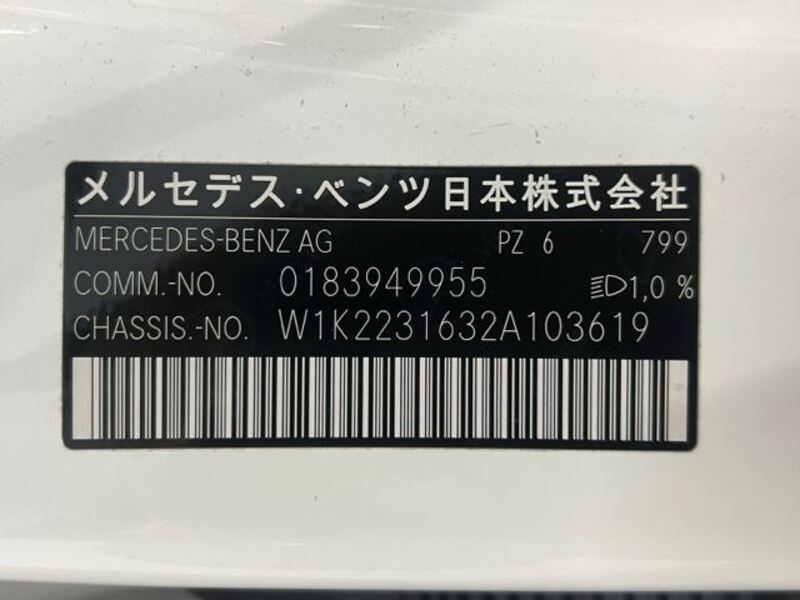 メルセデス・ベンツ日本株式会社
MERCEDES-BENZ AG PZ 6 799
COMM.-NO. 0183949955 1,0 %
CHASSIS.-NO. W1K2231632A103619